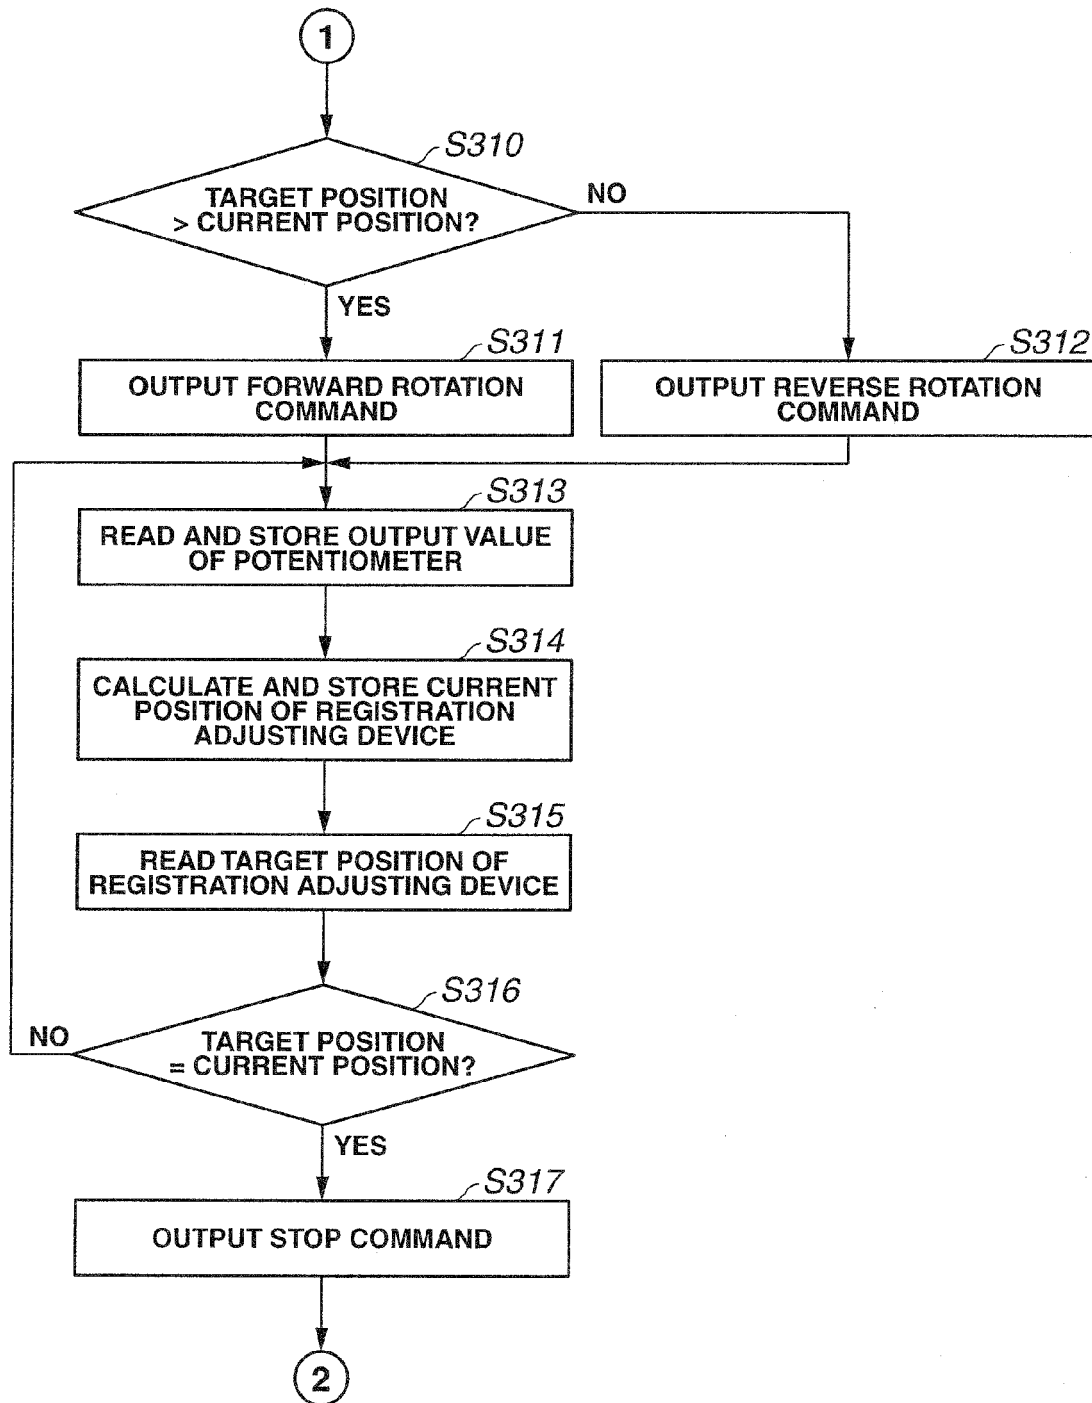 1
S310
TARGET POSITION
> CURRENT POSITION?
NO
YES
S311
OUTPUT FORWARD ROTATION
COMMAND
S312
OUTPUT REVERSE ROTATION
COMMAND
S313
READ AND STORE OUTPUT VALUE
OF POTENTIOMETER
S314
CALCULATE AND STORE CURRENT
POSITION OF REGISTRATION
ADJUSTING DEVICE
S315
READ TARGET POSITION OF
REGISTRATION ADJUSTING DEVICE
S316
NO
TARGET POSITION
= CURRENT POSITION?
YES
S317
OUTPUT STOP COMMAND
2